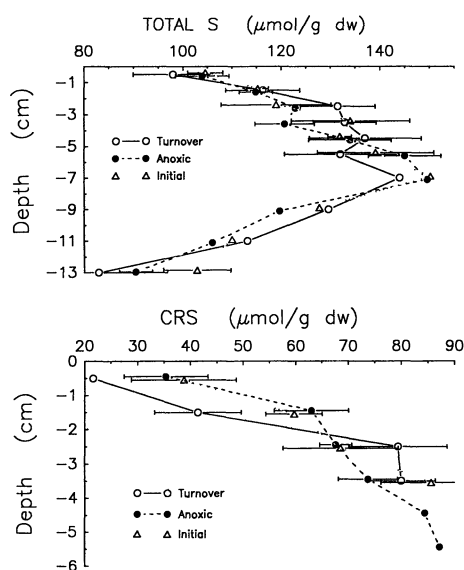 TOTAL S (μmol/g dw)
80 100 120 140
-1
-3
-5
-7
-9
-11
-13
Depth (cm)
Turnover
Anoxic
Initial
CRS (μmol/g dw)
20 30 40 50 60 70 80 90
0
-1
-2
-3
-4
-5
-6
Depth (cm)
Turnover
Anoxic
Initial